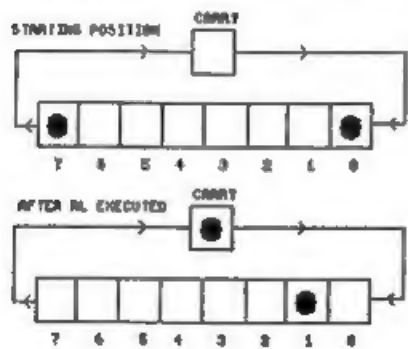 CARRY
STARTING POSITION
7 6 5 4 3 2 1 0
CARRY
AFTER RL EXECUTED
7 6 5 4 3 2 1 0